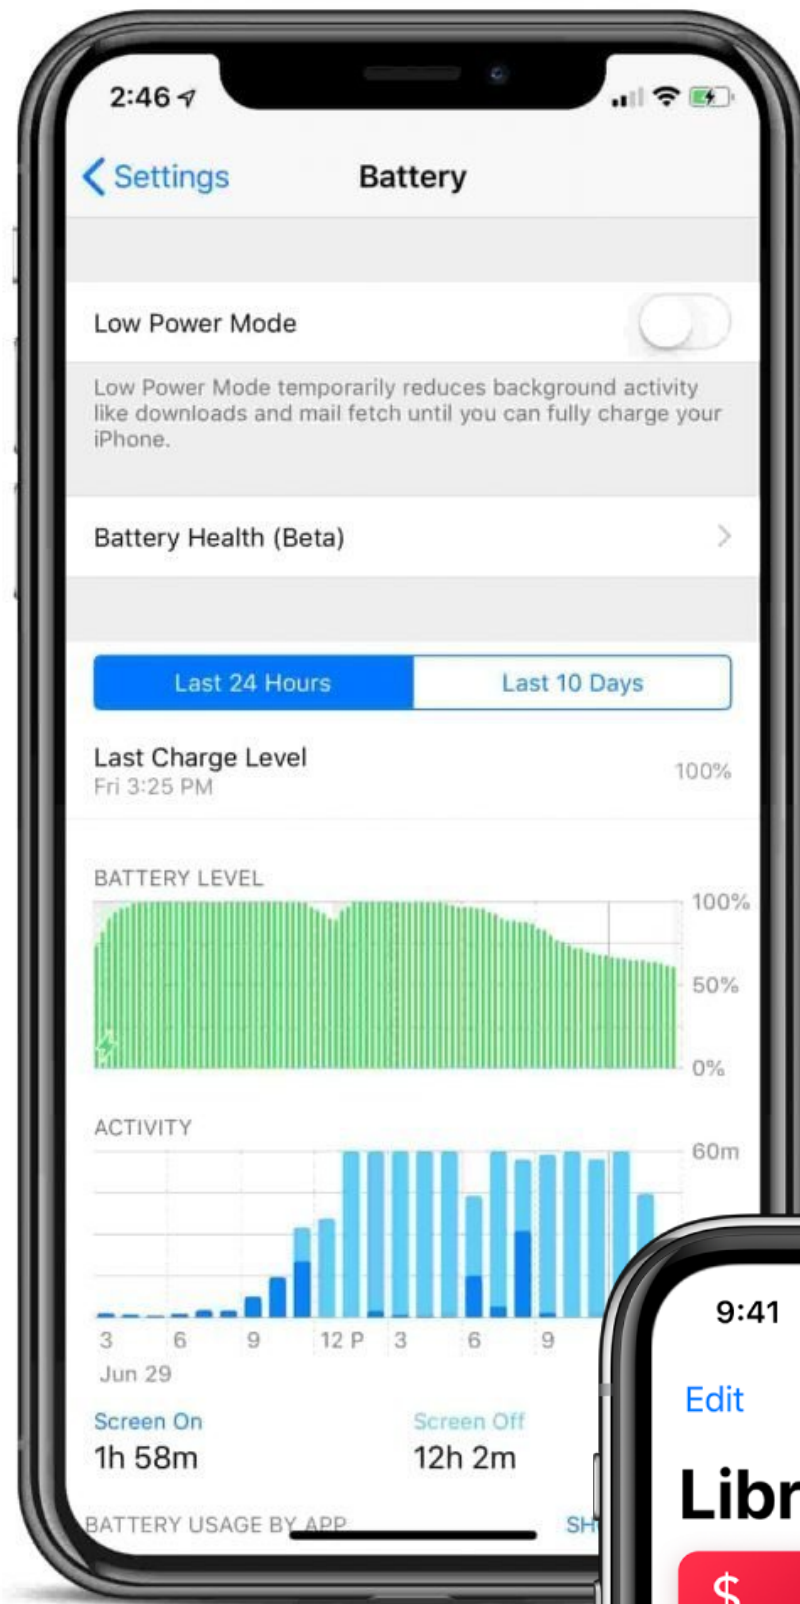 2:46
Settings
Battery
Low Power Mode
Low Power Mode temporarily reduces background activity
like downloads and mail fetch until you can fully charge your
iPhone.
Battery Health (Beta)
Last 24 Hours
Last 10 Days
Last Charge Level
Fri 3:25 PM
100%
BATTERY LEVEL
100%
50%
0%
ACTIVITY
60m
3 6 9 12 P 3 6 9
Jun 29
Screen On
1h 58m
Screen Off
12h 2m
BATTERY USAGE BY APP
SH
9:41
Edit
Libr
$